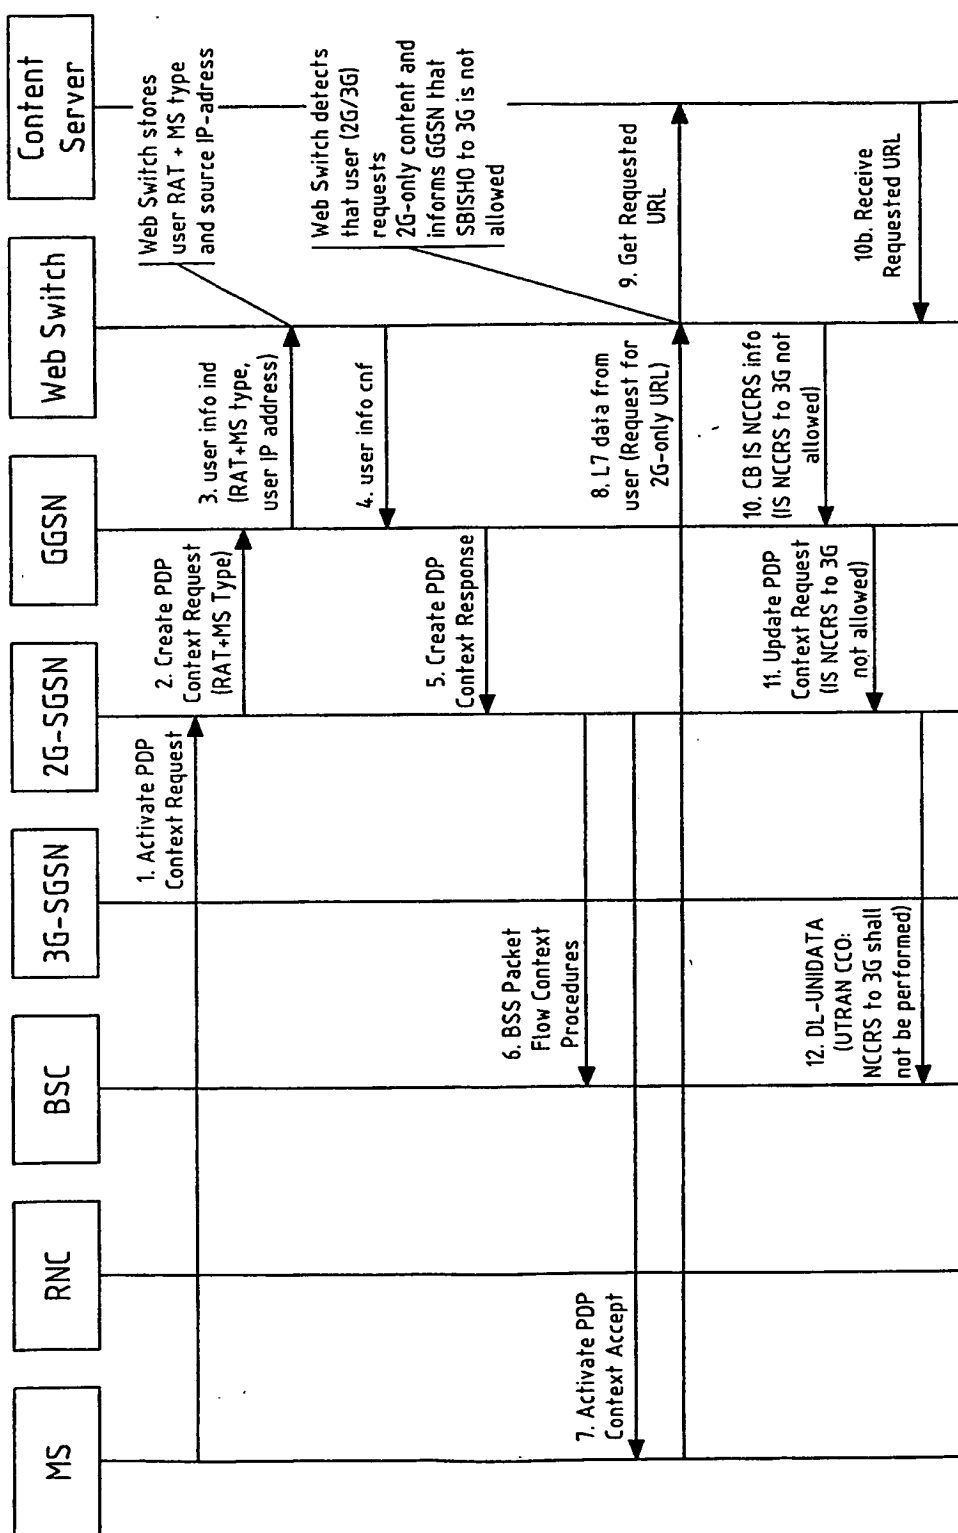 MS
RNC
BSC
3G-SGSN
2G-SGSN
GGSN
Web Switch
Content
Server
1. Activate PDP
Context Request
2. Create PDP
Context Request
(RAT+MS Type)
3. user info ind
(RAT+MS type,
user IP address)
Web Switch stores
user RAT + MS type
and source IP-adress
4. user info cnf
5. Create PDP
Context Response
6. BSS Packet
Flow Context
Procedures
7. Activate PDP
Context Accept
8. L7 data from
user (Request for
2G-only URL)
Web Switch detects
that user (2G/3G)
requests
2G-only content and
informs GGSN that
SBISHO to 3G is not
allowed
9. Get Requested
URL
10. CB IS NCCRS info
(IS NCCRS to 3G not
allowed)
10b. Receive
Requested URL
11. Update PDP
Context Request
(IS NCCRS to 3G
not allowed)
12. DL-UNIDATA
(UTRAN CCO:
NCCRS to 3G shall
not be performed)